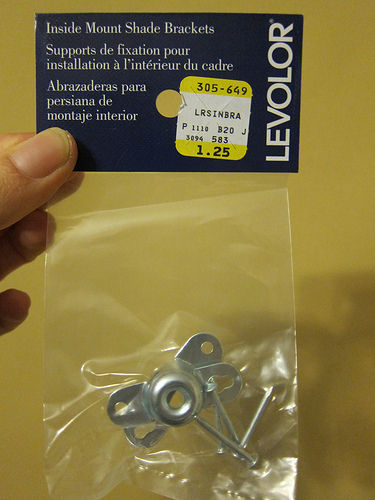 Inside Mount Shade Brackets
Supports de fixation pour
installation à l'intérieur du cadre
Abrazaderas para
persiana de
montaje interior
305-649
LRSINBRA
P 1110 B20 J
3094 583
1.25
LEVOLOR®